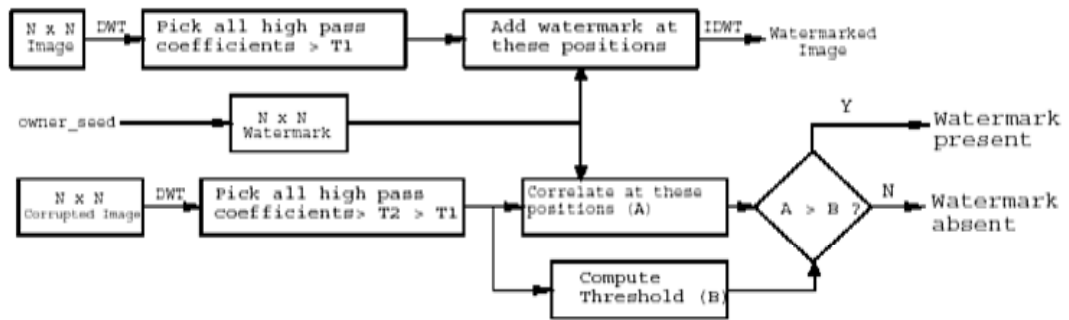 N x N
Image
DWT
Pick all high pass
coefficients > T1
Add watermark at
these positions
IDWT
Watermarked
Image
owner_seed
N x N
Watermark
N x N
Corrupted Image
DWT
Pick all high pass
coefficients> T2 > T1
Correlate at these
positions (A)
A > B ?
Y
Watermark
present
N
Watermark
absent
Compute
Threshold (B)